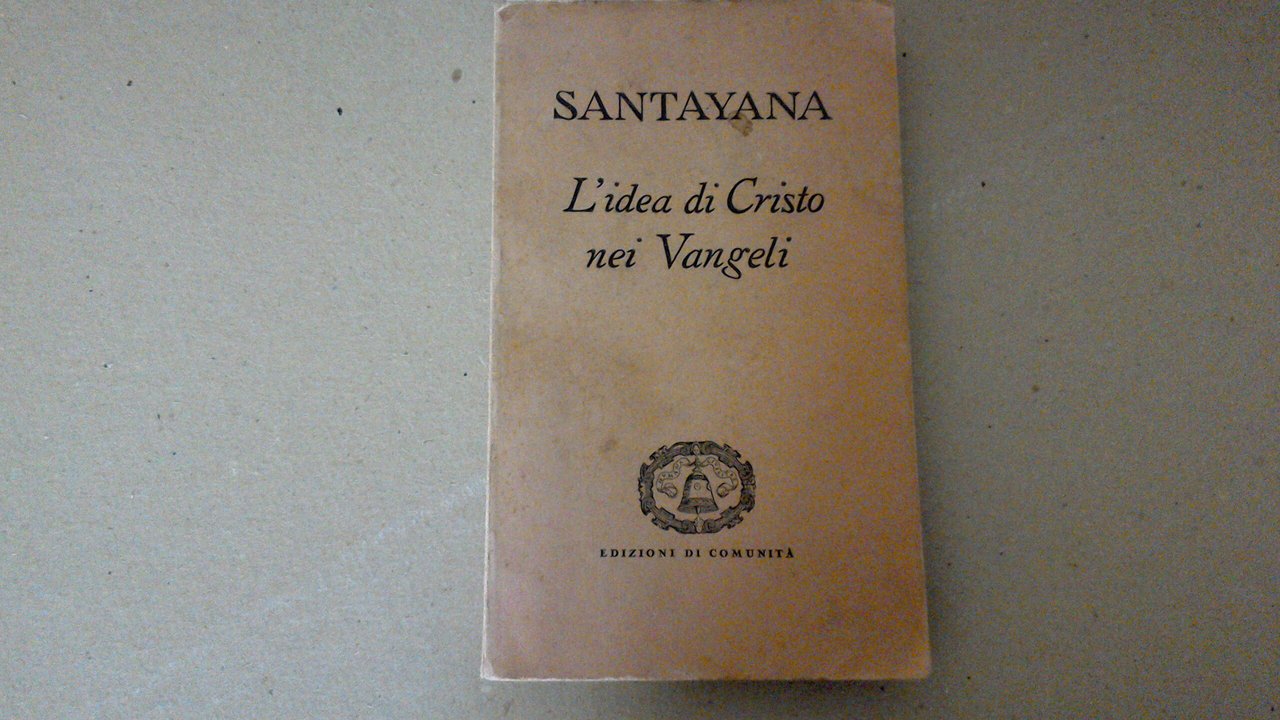 SANTAYANA
L'idea di Cristo
nei Vangeli
EDIZIONI DI COMUNITÀ